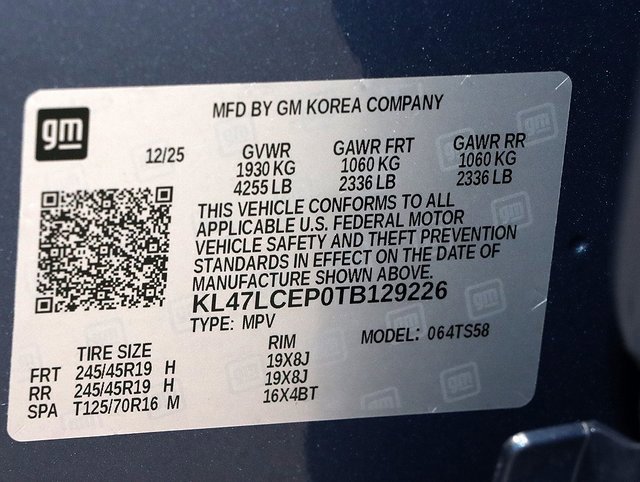 gm
MFD BY GM KOREA COMPANY
12/25 GVWR GAWR FRT GAWR RR
1930 KG 1060 KG 1060 KG
4255 LB 2336 LB 2336 LB
THIS VEHICLE CONFORMS TO ALL
APPLICABLE U.S. FEDERAL MOTOR
VEHICLE SAFETY AND THEFT PREVENTION
STANDARDS IN EFFECT ON THE DATE OF
MANUFACTURE SHOWN ABOVE.
KL47LCEP0TB129226
TYPE: MPV MODEL: 064TS58
TIRE SIZE RIM
FRT 245/45R19 H 19X8J
RR 245/45R19 H 19X8J
SPA T125/70R16 M 16X4BT